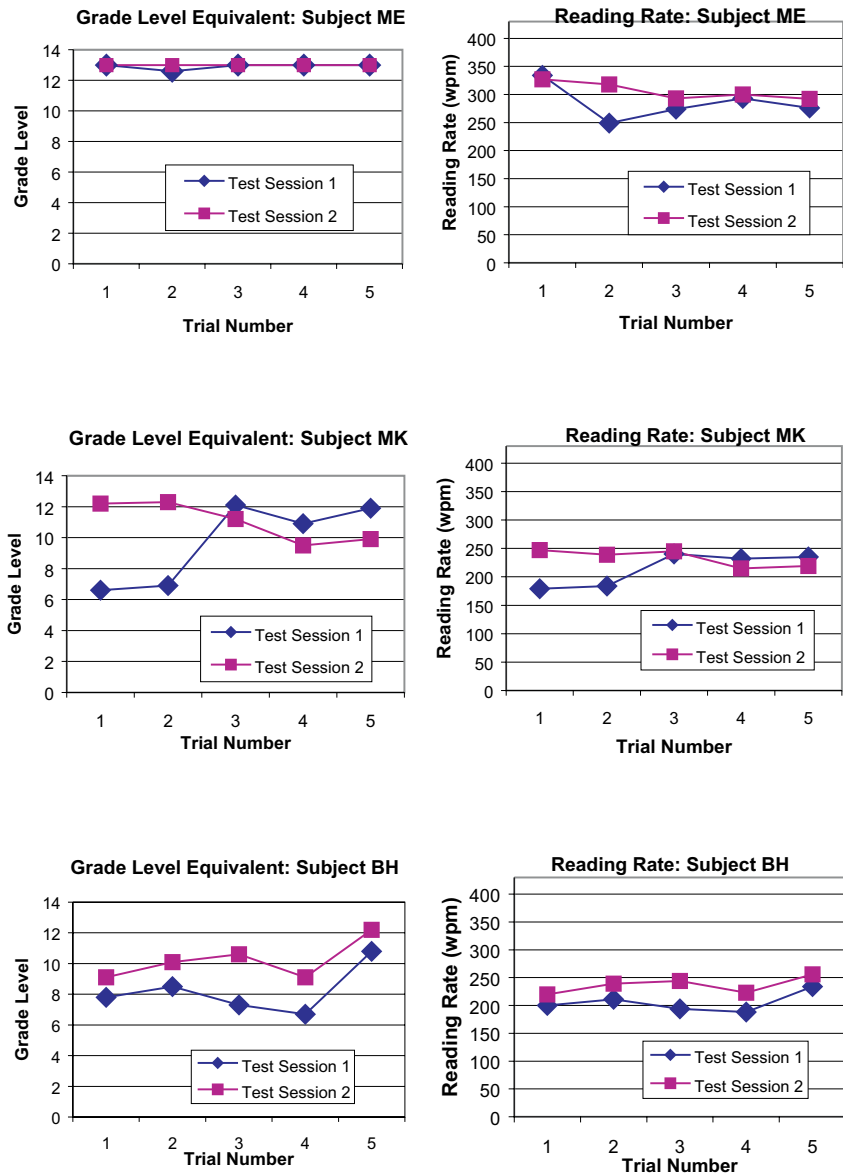 Grade Level Equivalent: Subject ME
Grade Level
14
12
10
8
6
4
2
0
Test Session 1
Test Session 2
1 2 3 4 5
Trial Number
Reading Rate: Subject ME
Reading Rate (wpm)
400
350
300
250
200
150
100
50
0
Test Session 1
Test Session 2
1 2 3 4 5
Trial Number
Grade Level Equivalent: Subject MK
Grade Level
14
12
10
8
6
4
2
0
Test Session 1
Test Session 2
1 2 3 4 5
Trial Number
Reading Rate: Subject MK
Reading Rate (wpm)
400
350
300
250
200
150
100
50
0
Test Session 1
Test Session 2
1 2 3 4 5
Trial Number
Grade Level Equivalent: Subject BH
Grade Level
14
12
10
8
6
4
2
0
Test Session 1
Test Session 2
1 2 3 4 5
Trial Number
Reading Rate: Subject BH
Reading Rate (wpm)
400
350
300
250
200
150
100
50
0
Test Session 1
Test Session 2
1 2 3 4 5
Trial Number